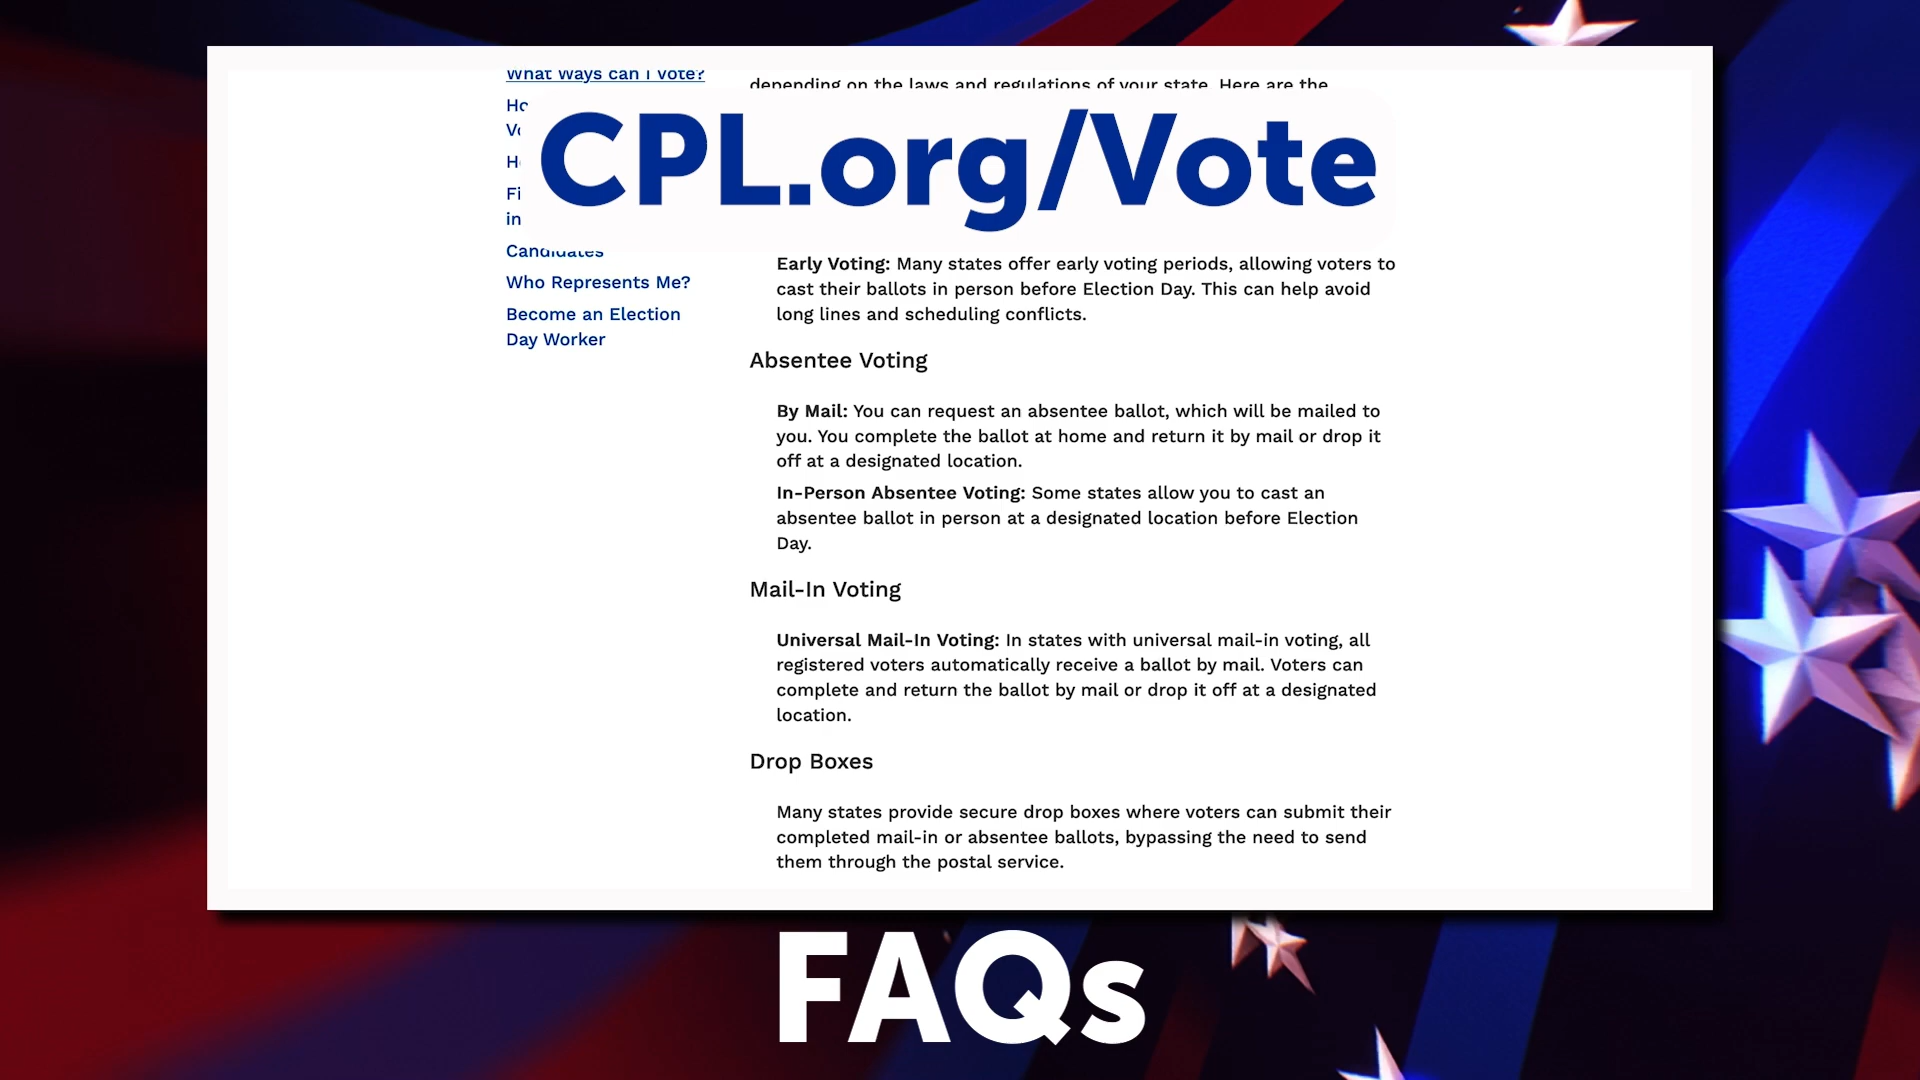 What Ways can I Vote?
Candidates
Who Represents Me?
Become an Election
Day Worker
depending on the laws and regulations of your state. Here are the
CPL.org/Vote
Early Voting: Many states offer early voting periods, allowing voters to
cast their ballots in person before Election Day. This can help avoid
long lines and scheduling conflicts.
Absentee Voting
By Mail: You can request an absentee ballot, which will be mailed to
you. You complete the ballot at home and return it by mail or drop it
off at a designated location.
In-Person Absentee Voting: Some states allow you to cast an
absentee ballot in person at a designated location before Election
Day.
Mail-In Voting
Universal Mail-In Voting: In states with universal mail-in voting, all
registered voters automatically receive a ballot by mail. Voters can
complete and return the ballot by mail or drop it off at a designated
location.
Drop Boxes
Many states provide secure drop boxes where voters can submit their
completed mail-in or absentee ballots, bypassing the need to send
them through the postal service.
FAQs